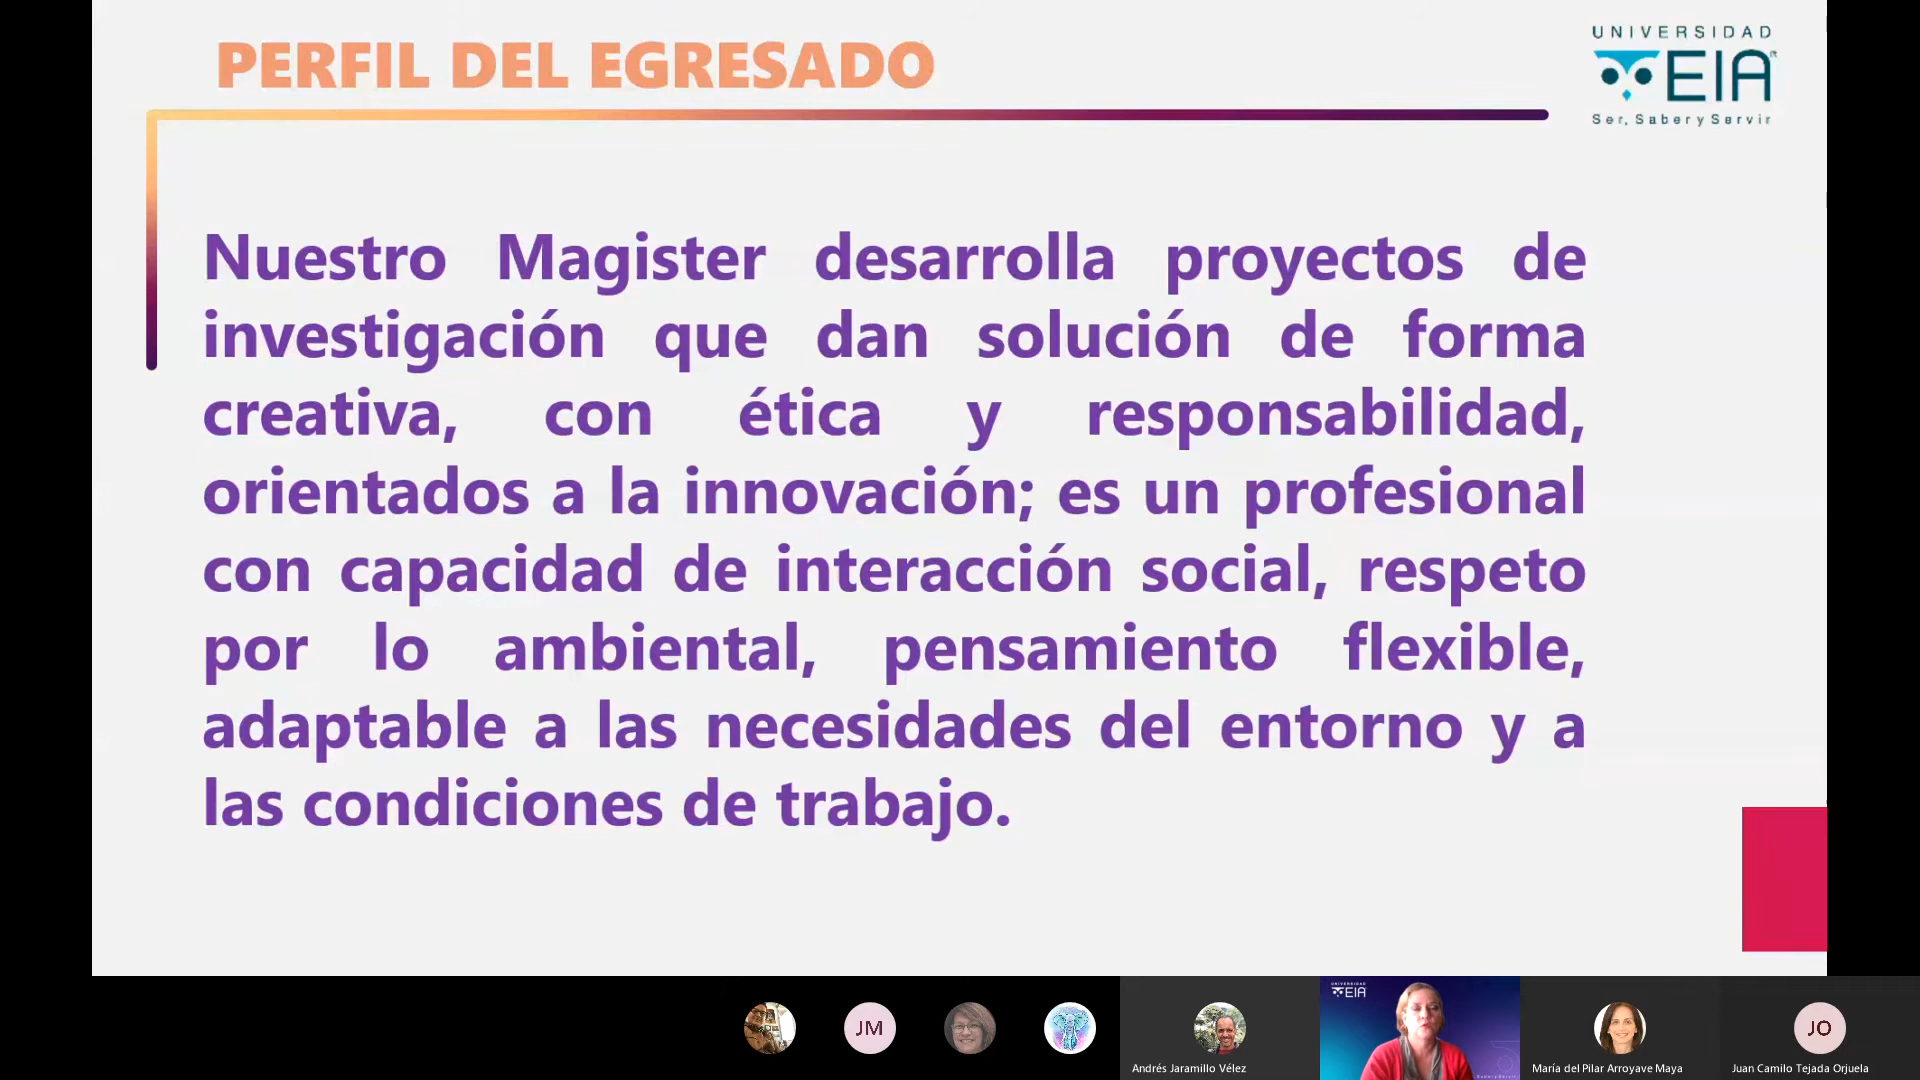 PERFIL DEL EGRESADO
UNIVERSIDAD
EIA
Ser, Saber y Servir
Nuestro Magister desarrolla proyectos de
investigación que dan solución de forma
creativa, con ética y responsabilidad,
orientados a la innovación; es un profesional
con capacidad de interacción social, respeto
por lo ambiental, pensamiento flexible,
adaptable a las necesidades del entorno y a
las condiciones de trabajo.
JM
Andrés Jaramillo Vélez
UNIVERSIDAD
EIA
María del Pilar Arroyave Maya
JO
Juan Camilo Tejada Orjuela